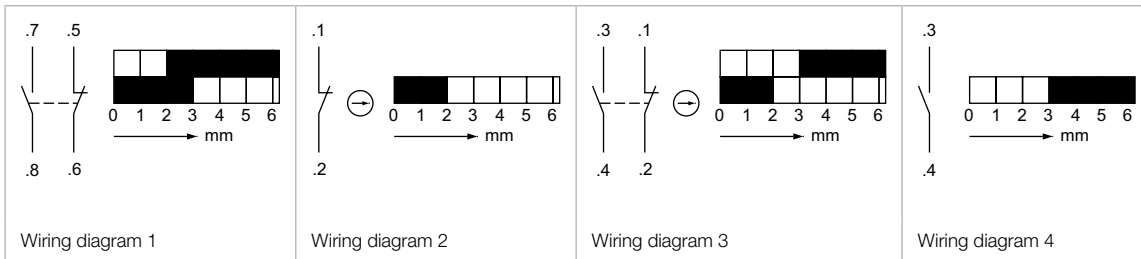 .7 .5
0 1 2 3 4 5 6
mm
.8 .6
Wiring diagram 1
.1
0 1 2 3 4 5 6
mm
.2
Wiring diagram 2
.3 .1
0 1 2 3 4 5 6
mm
.4 .2
Wiring diagram 3
.3
0 1 2 3 4 5 6
mm
.4
Wiring diagram 4